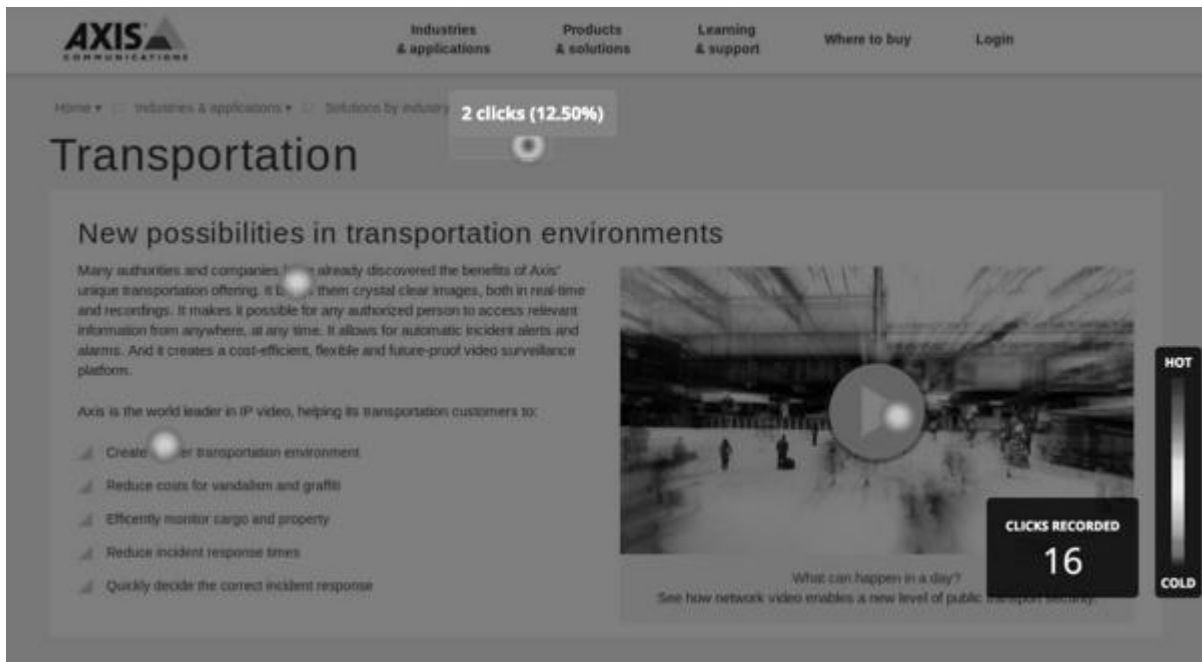 AXIS
COMMUNICATIONS
Industries
& applications
Products
& solutions
Learning
& support
Where to buy
Login
Home ▾
Industries & applications ▾
Solutions by industry
2 clicks (12.50%)
Transportation
New possibilities in transportation environments
Many authorities and companies already discovered the benefits of Axis'
unique transportation offering. It them crystal clear images, both in real-time
and recordings. It makes it possible for any authorized person to access relevant
information from anywhere, at any time. It allows for automatic incident alerts and
alarms. And it creates a cost-efficient, flexible and future-proof video surveillance
platform.
Axis is the world leader in IP video, helping its transportation customers to:
Create transportation environment
Reduce costs for vandalism and graffiti
Efficently monitor cargo and property
Reduce incident response times
Quickly decide the correct incident response
HOT
COLD
CLICKS RECORDED
16
What can happen in a day?
See how network video enables a new level of public transport security.